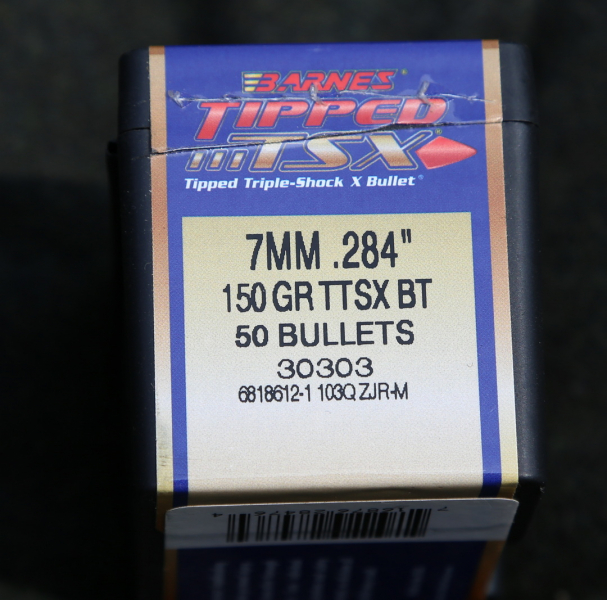 BARNES
TIPPED
TSX®
Tipped Triple-Shock X Bullet®
7MM .284"
150 GR TTSX BT
50 BULLETS
30303
6818612-1 103Q ZJR-M